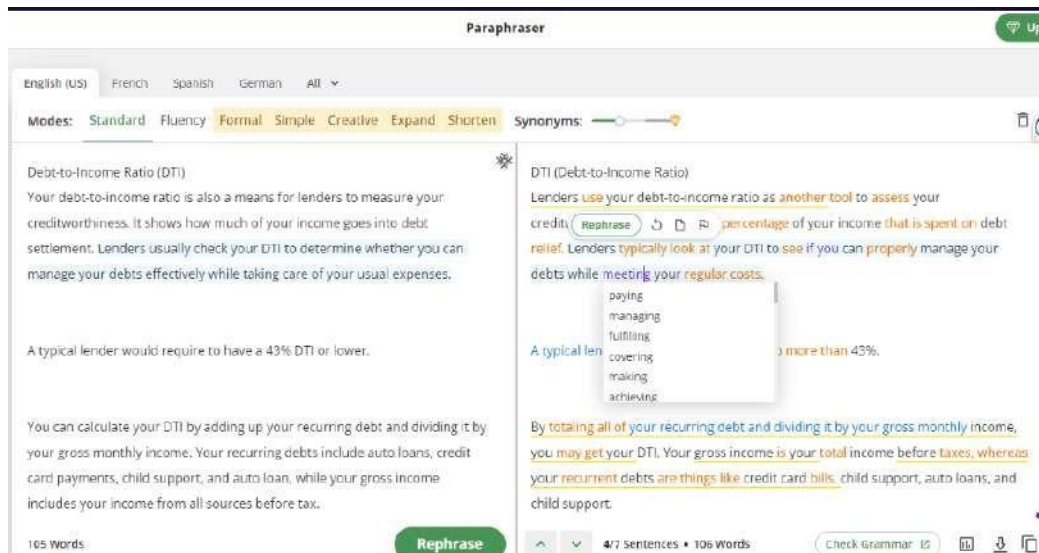 Paraphraser
Up
English (US) French Spanish German All
Modes: Standard Fluency Formal Simple Creative Expand Shorten Synonyms:
Debt-to-Income Ratio (DTI)
Your debt-to-income ratio is also a means for lenders to measure your
creditworthiness. It shows how much of your income goes into debt
settlement. Lenders usually check your DTI to determine whether you can
manage your debts effectively while taking care of your usual expenses.
A typical lender would require to have a 43% DTI or lower.
You can calculate your DTI by adding up your recurring debt and dividing it by
your gross monthly income. Your recurring debts include auto loans, credit
card payments, child support, and auto loan, while your gross income
includes your income from all sources before tax.
105 Words
Rephrase
DTI (Debt-to-Income Ratio)
Lenders use your debt-to-income ratio as another tool to assess your
credit Rephrase percentage of your income that is spent on debt
relief. Lenders typically look at your DTI to see if you can properly manage your
debts while meeting your regular costs.
paying
managing
fulfilling
covering
making
achieving
A typical len more than 43%.
By totaling all of your recurring debt and dividing it by your gross monthly income,
you may get your DTI. Your gross income is your total income before taxes, whereas
your recurrent debts are things like credit card bills, child support, auto loans, and
child support.
4/7 Sentences • 106 Words Check Grammar